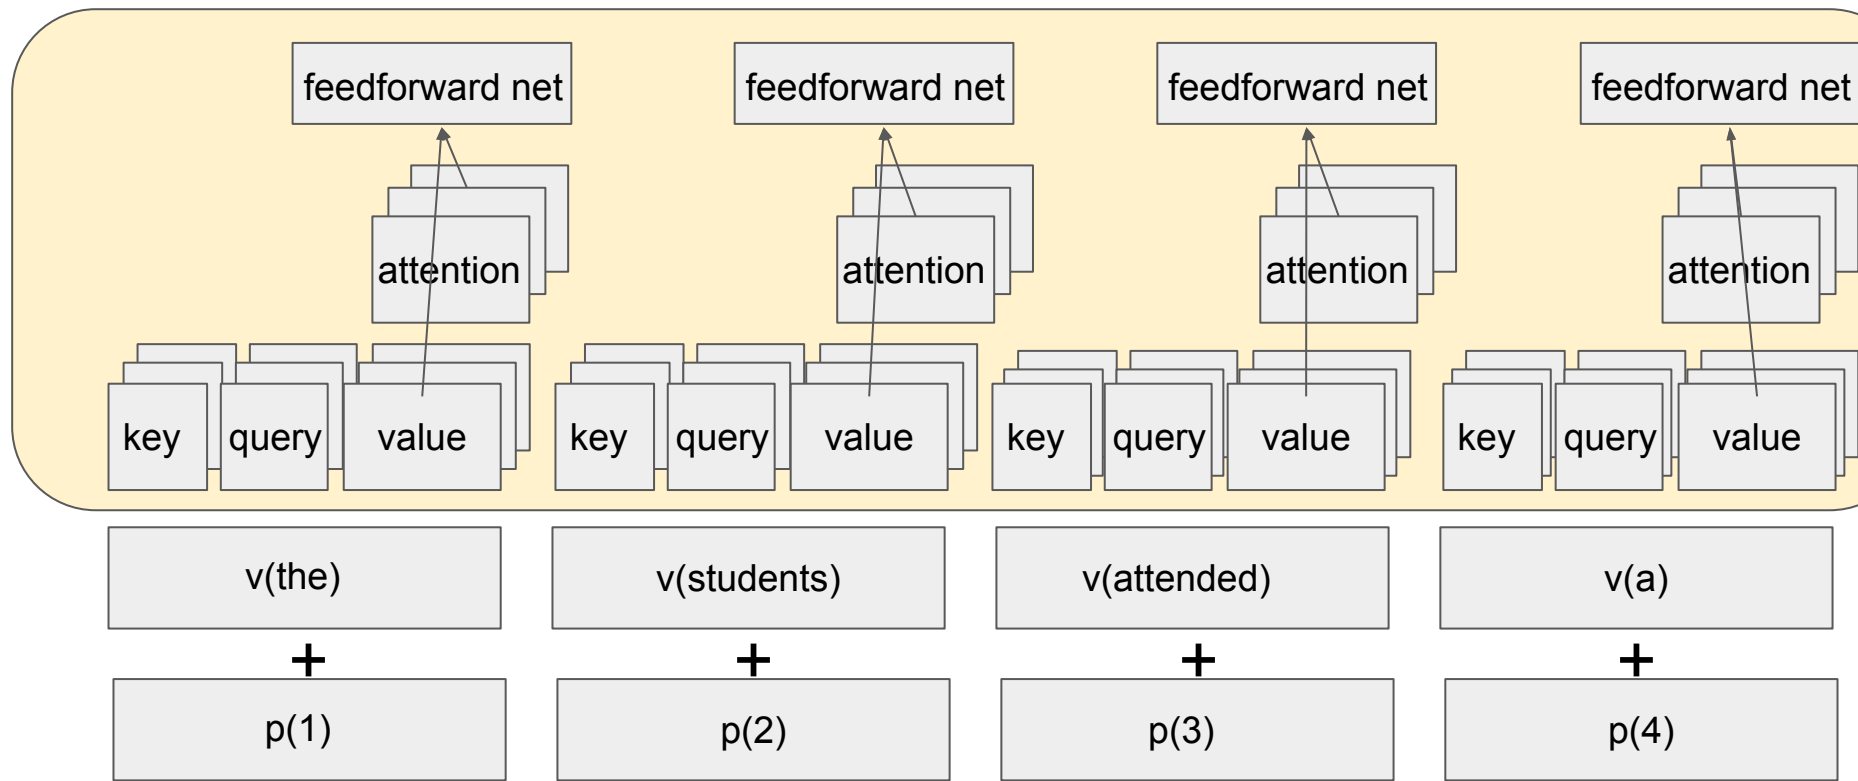 feedforward net feedforward net feedforward net feedforward net
attention attention attention attention
key query value key query value key query value key query value
v(the) v(students) v(attended) v(a)
+ + + +
p(1) p(2) p(3) p(4)